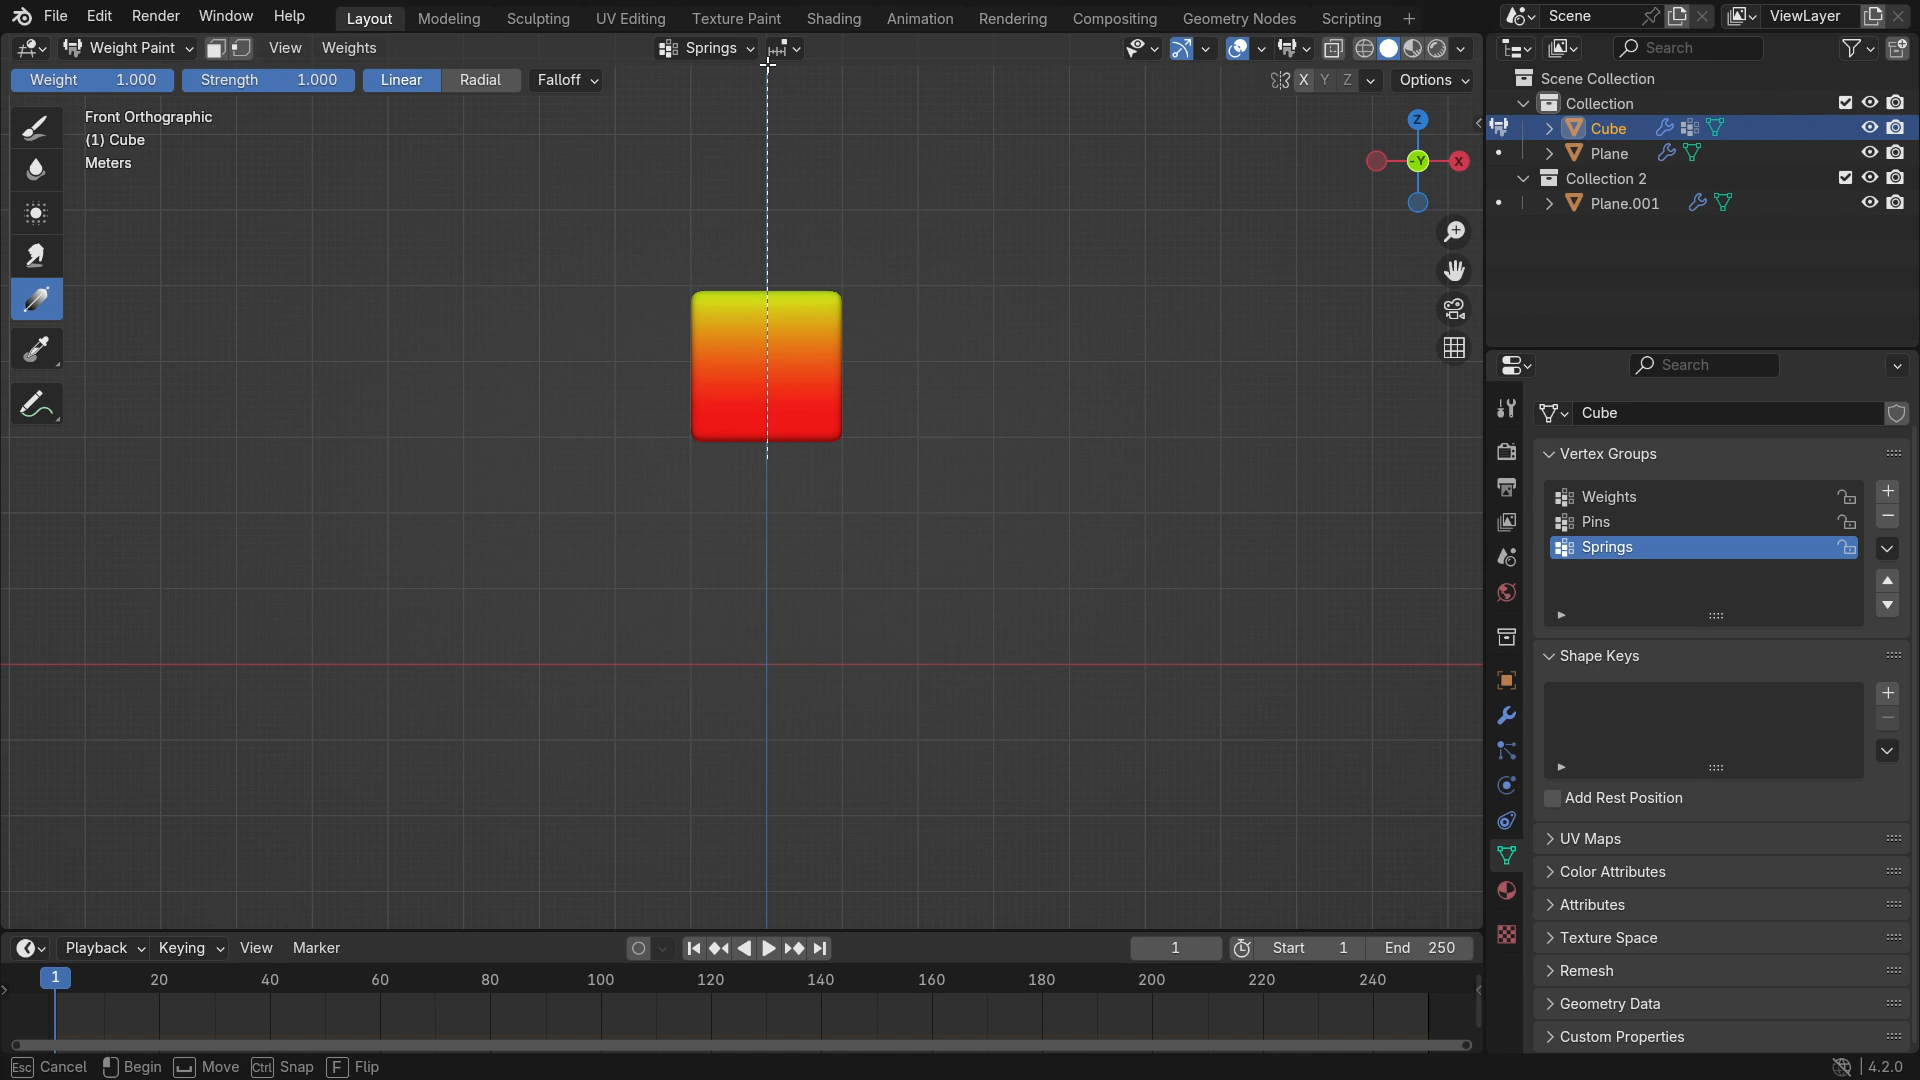 File Edit Render Window Help Layout Modeling Sculpting UV Editing Texture Paint Shading Animation Rendering Compositing Geometry Nodes Scripting + Scene ViewLayer
Weight Paint View Weights Springs Search
Weight 1.000 Strength 1.000 Linear Radial Falloff X Y Z Options
Front Orthographic
(1) Cube
Meters
Z
-Y
X
Scene Collection
Collection
Cube
Plane
Collection 2
Plane.001
Search
Cube
Vertex Groups
Weights
Pins
Springs
Shape Keys
Add Rest Position
UV Maps
Color Attributes
Attributes
Texture Space
Remesh
Geometry Data
Custom Properties
Playback Keying View Marker 1 Start 1 End 250
1 20 40 60 80 100 120 140 160 180 200 220 240
Esc Cancel Begin Move Ctrl Snap F Flip 4.2.0